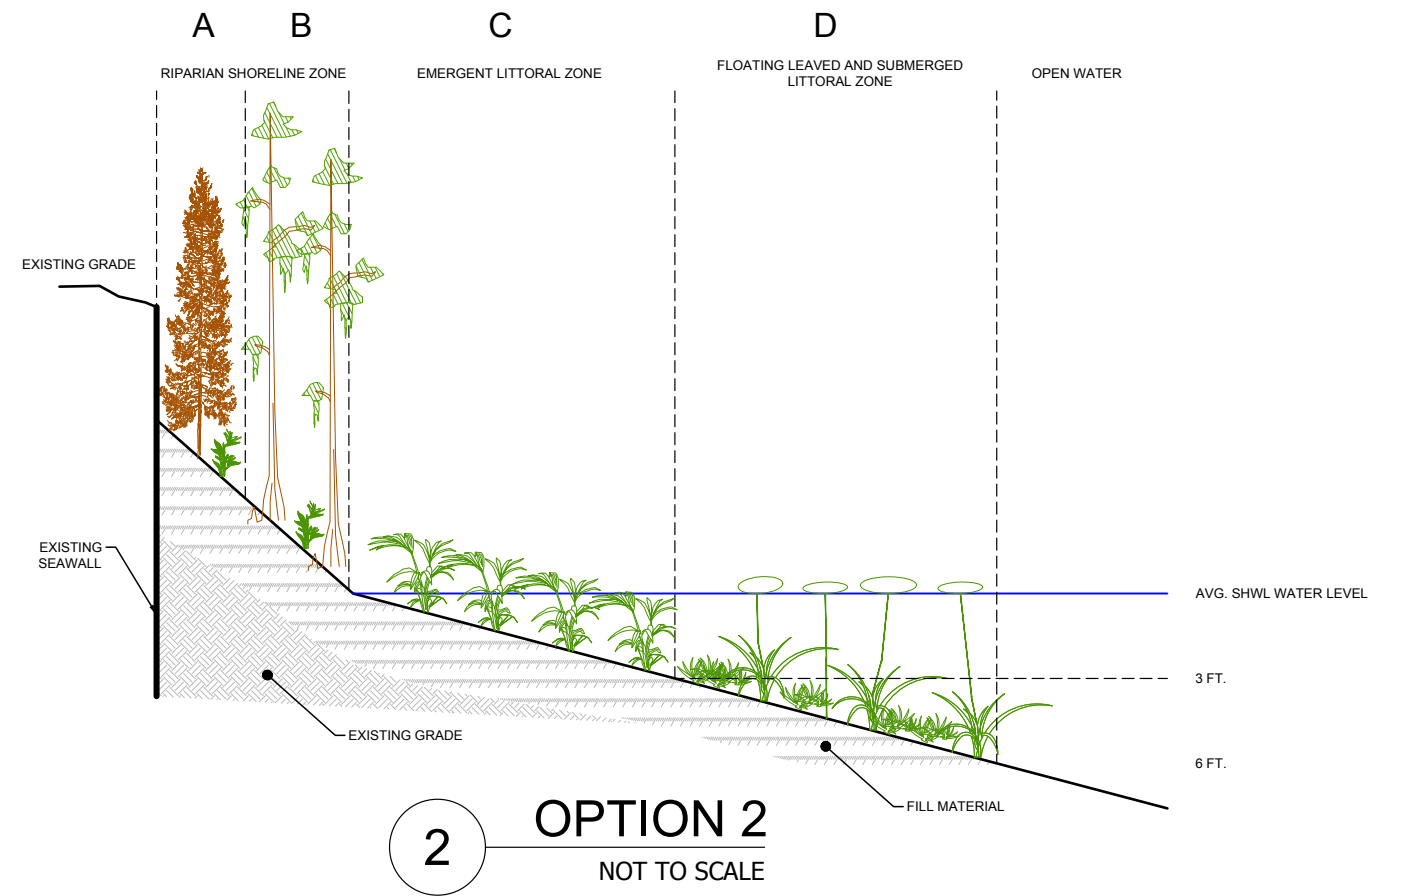 A
B
C
D
RIPARIAN SHORELINE ZONE
EMERGENT LITTORAL ZONE
FLOATING LEAVED AND SUBMERGED
LITTORAL ZONE
OPEN WATER
EXISTING GRADE
EXISTING
SEAWALL
AVG. SHWL WATER LEVEL
3 FT.
EXISTING GRADE
6 FT.
FILL MATERIAL
2
OPTION 2
NOT TO SCALE